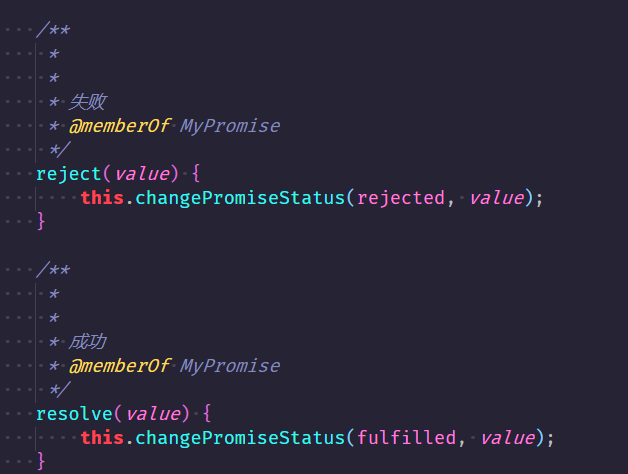 /**
*
*
* 失败
* @memberOf MyPromise
*/
reject(value) {
this.changePromiseStatus(rejected, value);
}
/**
*
*
* 成功
* @memberOf MyPromise
*/
resolve(value) {
this.changePromiseStatus(fulfilled, value);
}